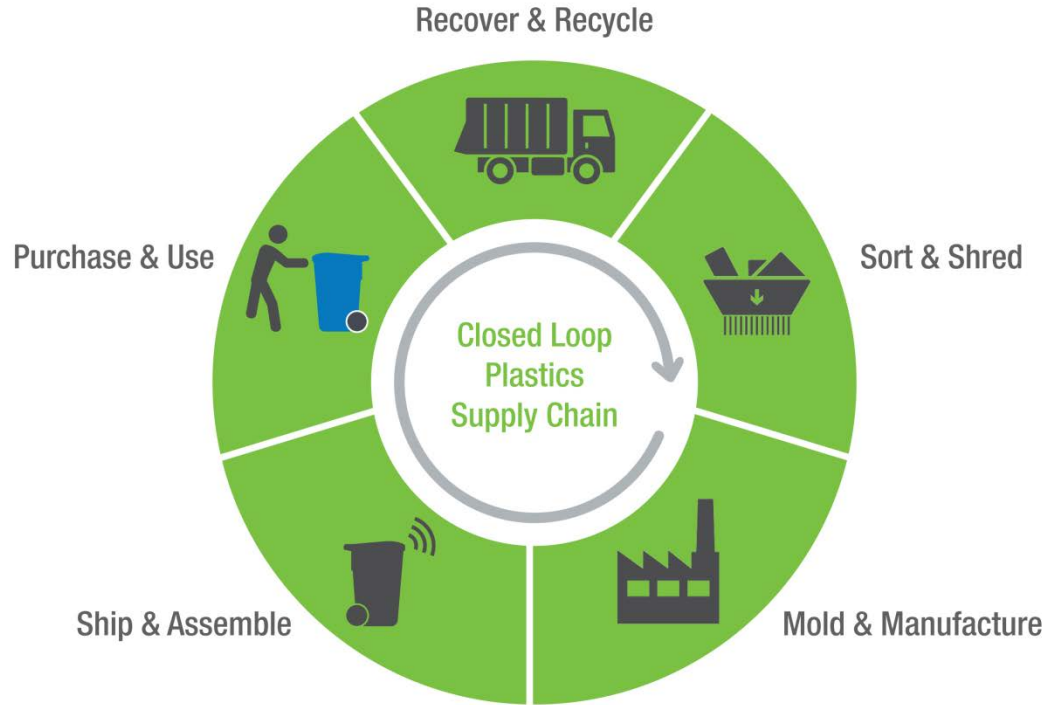 Recover & Recycle
Purchase & Use
Sort & Shred
Closed Loop
Plastics
Supply Chain
Ship & Assemble
Mold & Manufacture